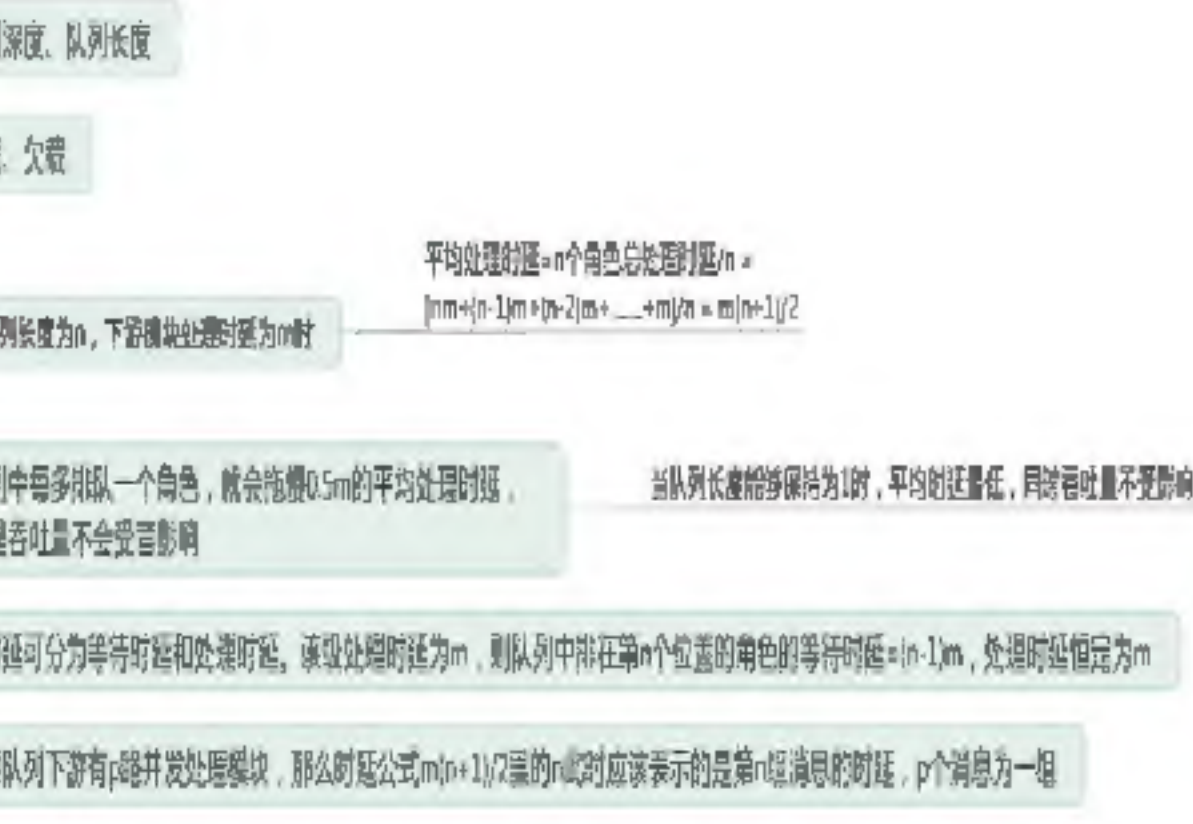 深度、队列长度
、欠载
平均处理时延=n个角色总处理时延/n =
[nm+(n-1)m+(n-2)m+……+m]/n = m(n+1)/2
列长度为n，下游模块处理时延为m时
中每多排队一个角色，就会拖慢0.5m的平均处理时延，
吞吐量不会受言影响
当队列长度能够保持为1时，平均时延最低，同时吞吐量不受影响
延可分为等待时延和处理时延。该级处理时延为m，则队列中排在第n个位置的角色的等待时延=(n-1)m，处理时延恒定为m
队列下游有p路并发处理模块，那么时延公式m(n+1)/2里的n此时应该表示的是第n组消息的时延，p个消息为一组